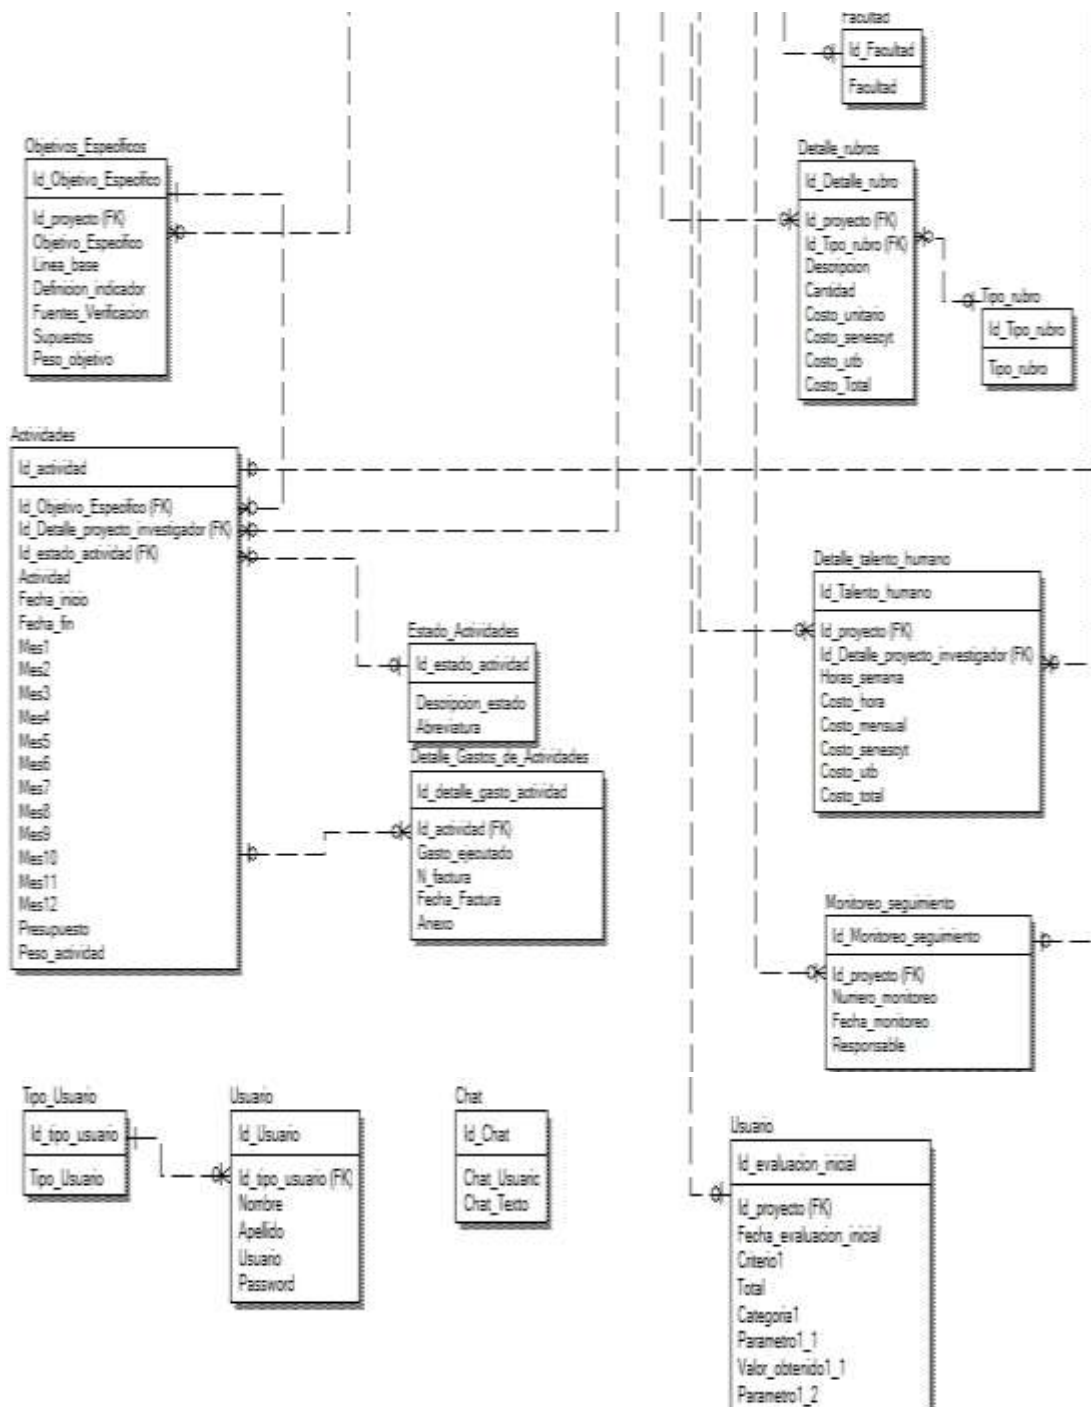 Facultad
Id_Facultad
Facultad
Objetivos_Especificos
Id_Objetivo_Especifico
Id_proyecto (FK)
Objetivo_Especifico
Linea_base
Definicion_indicador
Fuentes_Verificacion
Supuestos
Peso_objetivo
Detalle_rubros
Id_Detalle_rubro
Id_proyecto (FK)
Id_Tipo_rubro (FK)
Descripcion
Cantidad
Costo_unitario
Costo_senescyt
Costo_utb
Costo_Total
Tipo_rubro
Id_Tipo_rubro
Tipo_rubro
Actividades
Id_actividad
Id_Objetivo_Especifico (FK)
Id_Detalle_proyecto_investigador (FK)
Id_estado_actividad (FK)
Actividad
Fecha_inicio
Fecha_fin
Mes1
Mes2
Mes3
Mes4
Mes5
Mes6
Mes7
Mes8
Mes9
Mes10
Mes11
Mes12
Presupuesto
Peso_actividad
Estado_Actividades
Id_estado_actividad
Descripcion_estado
Abreviatura
Detalle_Gastos_de_Actividades
Id_detalle_gasto_actividad
Id_actividad (FK)
Gasto_ejecutado
N_factura
Fecha_Factura
Anexo
Detalle_talento_humano
Id_Talento_humano
Id_proyecto (FK)
Id_Detalle_proyecto_investigador (FK)
Horas_semana
Costo_hora
Costo_mensual
Costo_senescyt
Costo_utb
Costo_total
Monitoreo_seguimiento
Id_Monitoreo_seguimiento
Id_proyecto (FK)
Numero_monitoreo
Fecha_monitoreo
Responsable
Tipo_Usuario
Id_tipo_usuario
Tipo_Usuario
Usuario
Id_Usuario
Id_tipo_usuario (FK)
Nombre
Apellido
Usuario
Password
Chat
Id_Chat
Chat_Usuaric
Chat_Texto
Usuario
Id_evaluacion_inicial
Id_proyecto (FK)
Fecha_evaluacion_inicial
Criterio1
Total
Categoria1
Parametro1_1
Valor_obtenido1_1
Parametro1_2